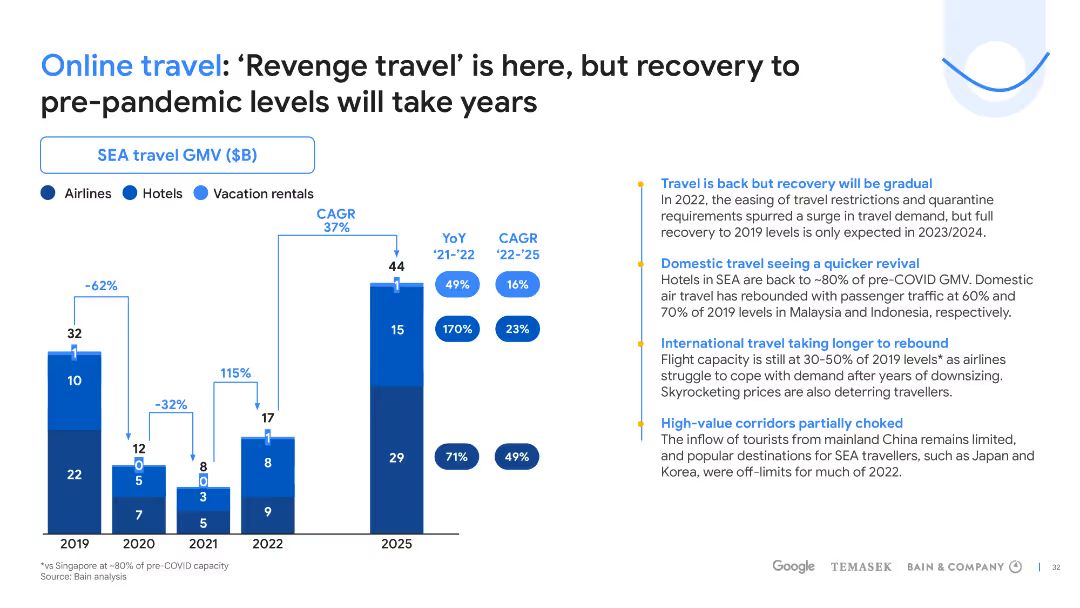 Online travel: ‘Revenge travel’ is here, but recovery to
pre-pandemic levels will take years
SEA travel GMV ($B)
Airlines Hotels Vacation rentals
CAGR
37%
YoY
‘21-’22
CAGR
‘22-’25
-62%
-32%
115%
32
1
10
22
2019
12
0
5
7
2020
8
0
3
5
2021
17
1
8
9
2022
44
1
15
29
2025
49% 16%
170% 23%
71% 49%
Travel is back but recovery will be gradual
In 2022, the easing of travel restrictions and quarantine
requirements spurred a surge in travel demand, but full
recovery to 2019 levels is only expected in 2023/2024.
Domestic travel seeing a quicker revival
Hotels in SEA are back to ~80% of pre-COVID GMV. Domestic
air travel has rebounded with passenger traffic at 60% and
70% of 2019 levels in Malaysia and Indonesia, respectively.
International travel taking longer to rebound
Flight capacity is still at 30-50% of 2019 levels* as airlines
struggle to cope with demand after years of downsizing.
Skyrocketing prices are also deterring travellers.
High-value corridors partially choked
The inflow of tourists from mainland China remains limited,
and popular destinations for SEA travellers, such as Japan and
Korea, were off-limits for much of 2022.
*vs Singapore at ~80% of pre-COVID capacity
Source: Bain analysis
Google TEMASEK BAIN & COMPANY | 32